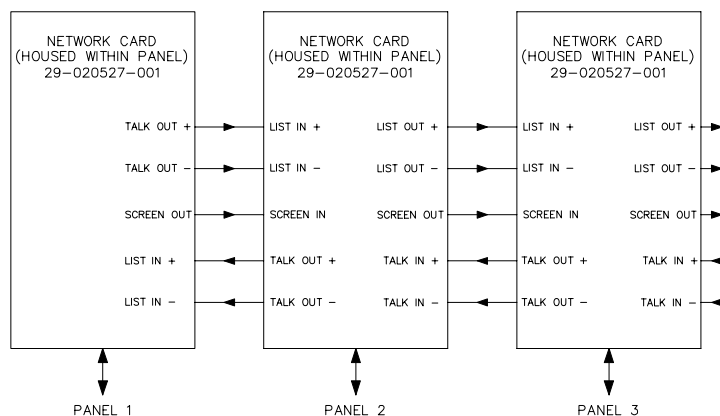 NETWORK CARD
(HOUSED WITHIN PANEL)
29-020527-001
TALK OUT +
TALK OUT -
SCREEN OUT
LIST IN +
LIST IN -
PANEL 1
NETWORK CARD
(HOUSED WITHIN PANEL)
29-020527-001
LIST IN + LIST OUT +
LIST IN - LIST OUT -
SCREEN IN SCREEN OUT
TALK OUT + TALK IN +
TALK OUT - TALK IN -
PANEL 2
NETWORK CARD
(HOUSED WITHIN PANEL)
29-020527-001
LIST IN + LIST OUT +
LIST IN - LIST OUT -
SCREEN IN SCREEN OUT
TALK OUT + TALK IN +
TALK OUT - TALK IN -
PANEL 3